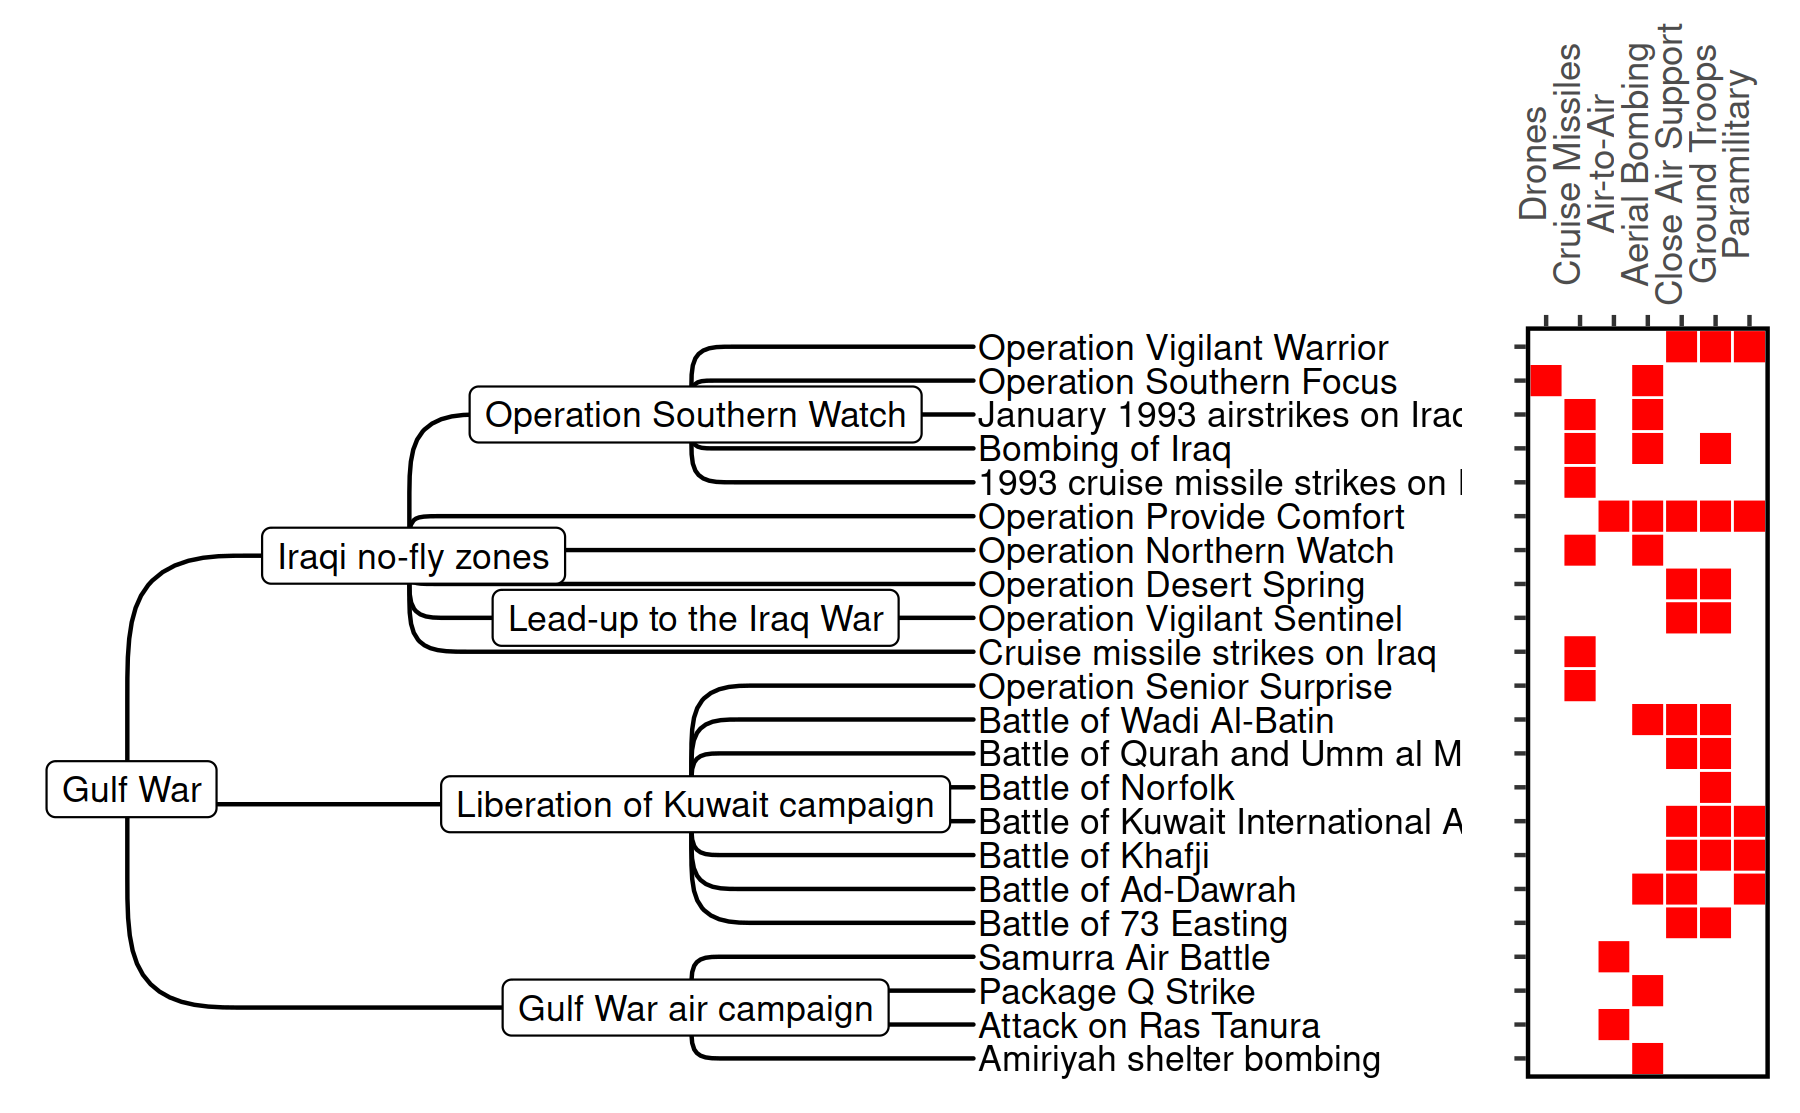 Drones
Cruise Missiles
Air-to-Air
Aerial Bombing
Close Air Support
Ground Troops
Paramilitary
Operation Vigilant Warrior
Operation Southern Focus
Operation Southern Watch
January 1993 airstrikes on Iraq
Bombing of Iraq
1993 cruise missile strikes on
Operation Provide Comfort
Iraqi no-fly zones
Operation Northern Watch
Operation Desert Spring
Lead-up to the Iraq War
Operation Vigilant Sentinel
Cruise missile strikes on Iraq
Operation Senior Surprise
Battle of Wadi Al-Batin
Battle of Qurah and Umm al M
Gulf War
Battle of Norfolk
Liberation of Kuwait campaign
Battle of Kuwait International A
Battle of Khafji
Battle of Ad-Dawrah
Battle of 73 Easting
Samurra Air Battle
Package Q Strike
Gulf War air campaign
Attack on Ras Tanura
Amiriyah shelter bombing